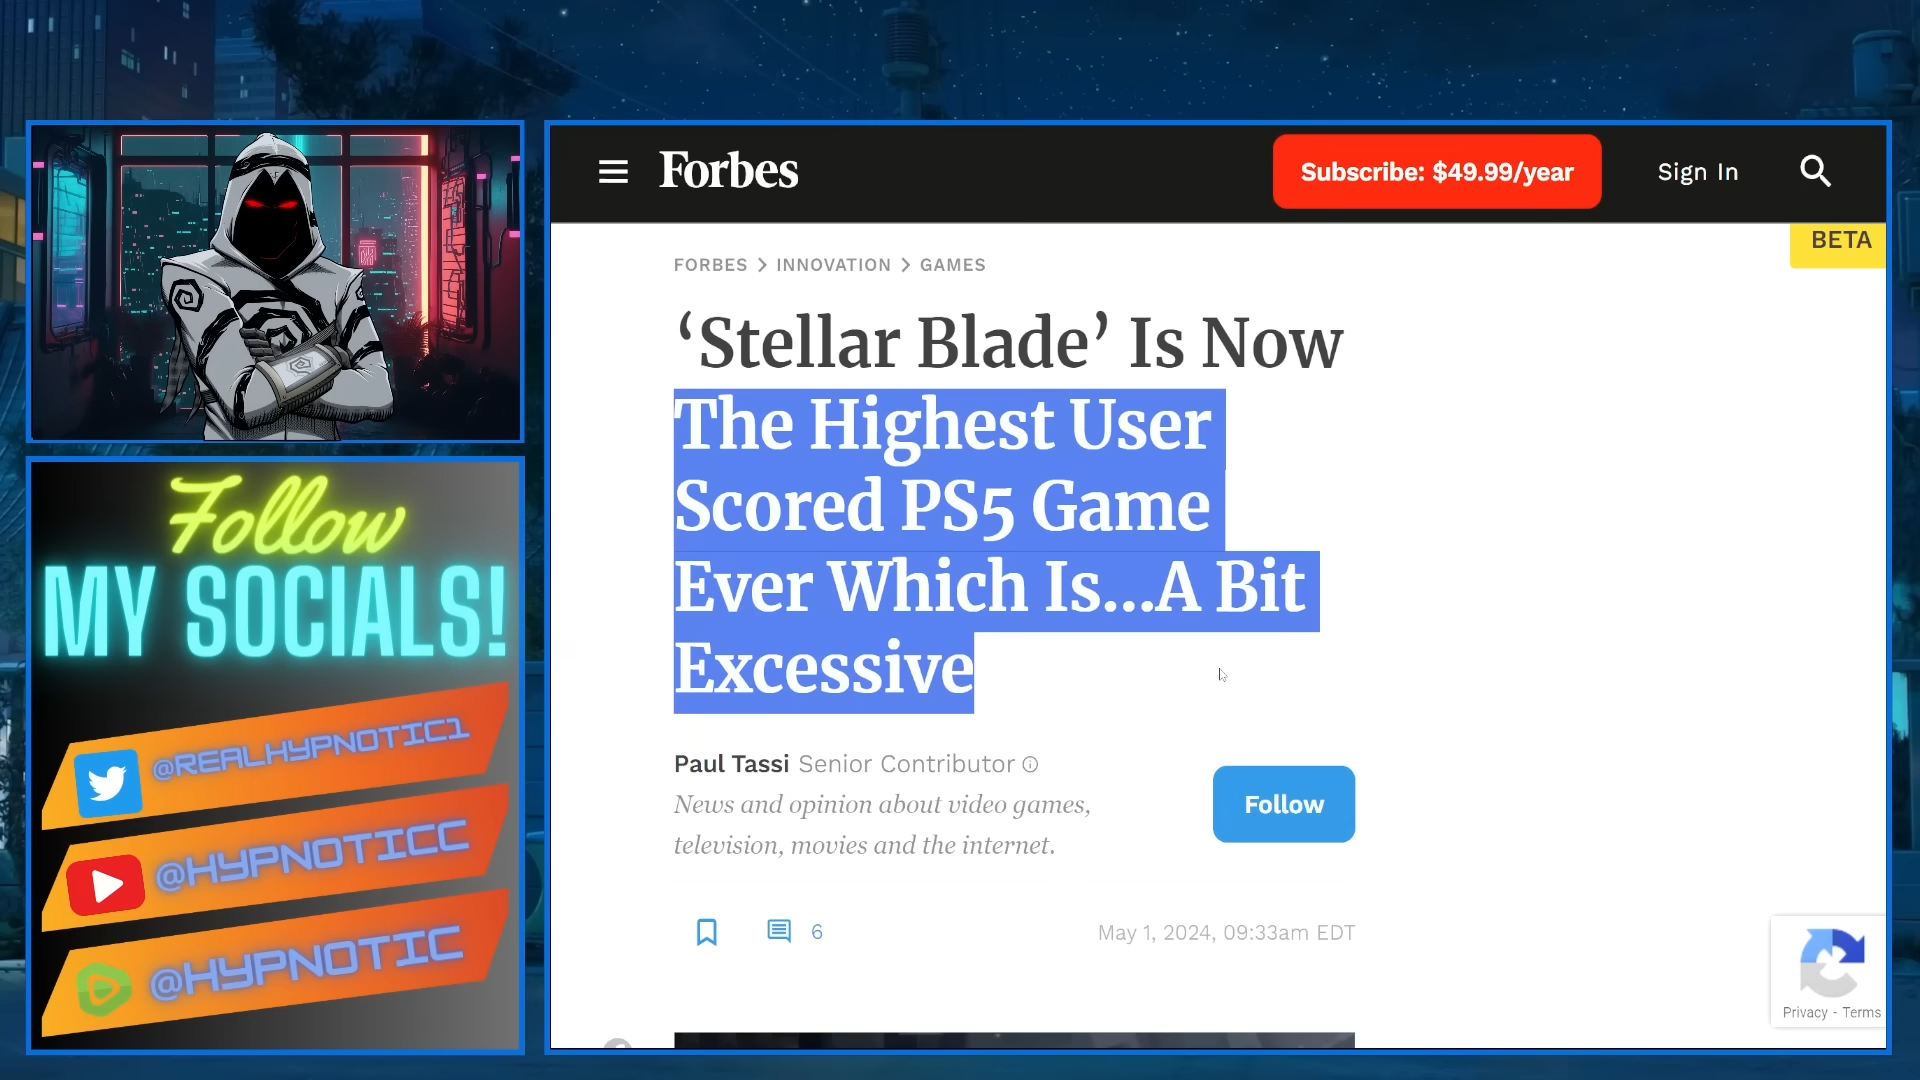 Forbes
Subscribe: $49.99/year
Sign In
BETA
FORBES > INNOVATION > GAMES
‘Stellar Blade’ Is Now
The Highest User
Scored PS5 Game
Ever Which Is...A Bit
Excessive
Paul Tassi Senior Contributor
News and opinion about video games,
television, movies and the internet.
Follow
6
May 1, 2024, 09:33am EDT
Privacy - Terms
Follow
MY SOCIALS!
@REALHYPNOTIC1
@HYPNOTICC
@HYPNOTIC